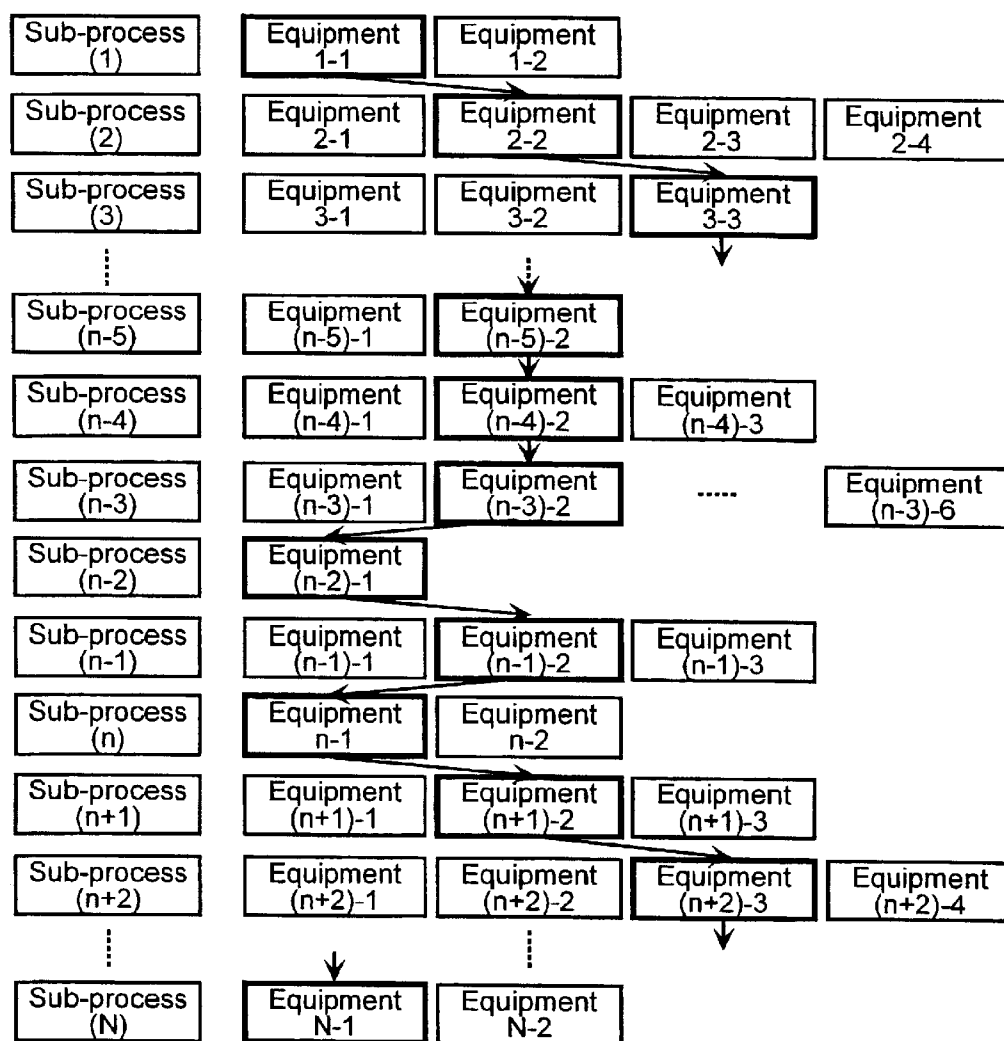 Sub-process
(1)
Equipment
1-1
Equipment
1-2
Sub-process
(2)
Equipment
2-1
Equipment
2-2
Equipment
2-3
Equipment
2-4
Sub-process
(3)
Equipment
3-1
Equipment
3-2
Equipment
3-3
Sub-process
(n-5)
Equipment
(n-5)-1
Equipment
(n-5)-2
Sub-process
(n-4)
Equipment
(n-4)-1
Equipment
(n-4)-2
Equipment
(n-4)-3
Sub-process
(n-3)
Equipment
(n-3)-1
Equipment
(n-3)-2
Equipment
(n-3)-6
Sub-process
(n-2)
Equipment
(n-2)-1
Sub-process
(n-1)
Equipment
(n-1)-1
Equipment
(n-1)-2
Equipment
(n-1)-3
Sub-process
(n)
Equipment
n-1
Equipment
n-2
Sub-process
(n+1)
Equipment
(n+1)-1
Equipment
(n+1)-2
Equipment
(n+1)-3
Sub-process
(n+2)
Equipment
(n+2)-1
Equipment
(n+2)-2
Equipment
(n+2)-3
Equipment
(n+2)-4
Sub-process
(N)
Equipment
N-1
Equipment
N-2